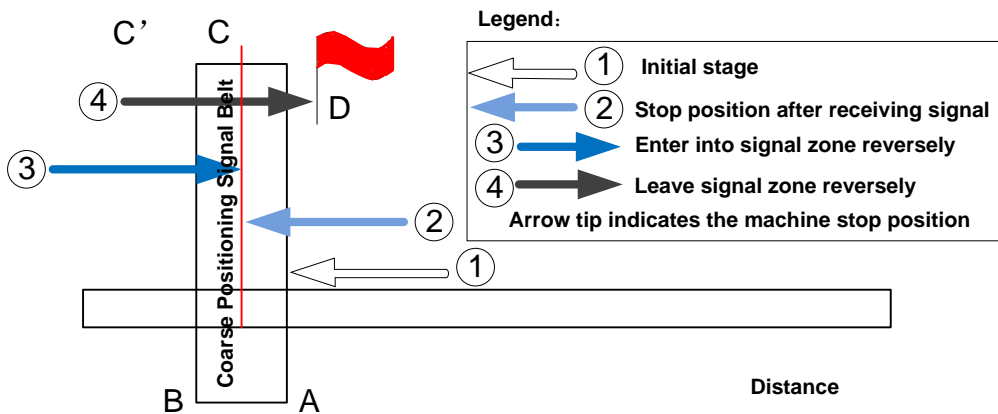 Legend：
C’ C
① Initial stage
④ D
② Stop position after receiving signal
③ Enter into signal zone reversely
③
④ Leave signal zone reversely
②
Arrow tip indicates the machine stop position
①
Coarse Positioning Signal Belt
B A
Distance